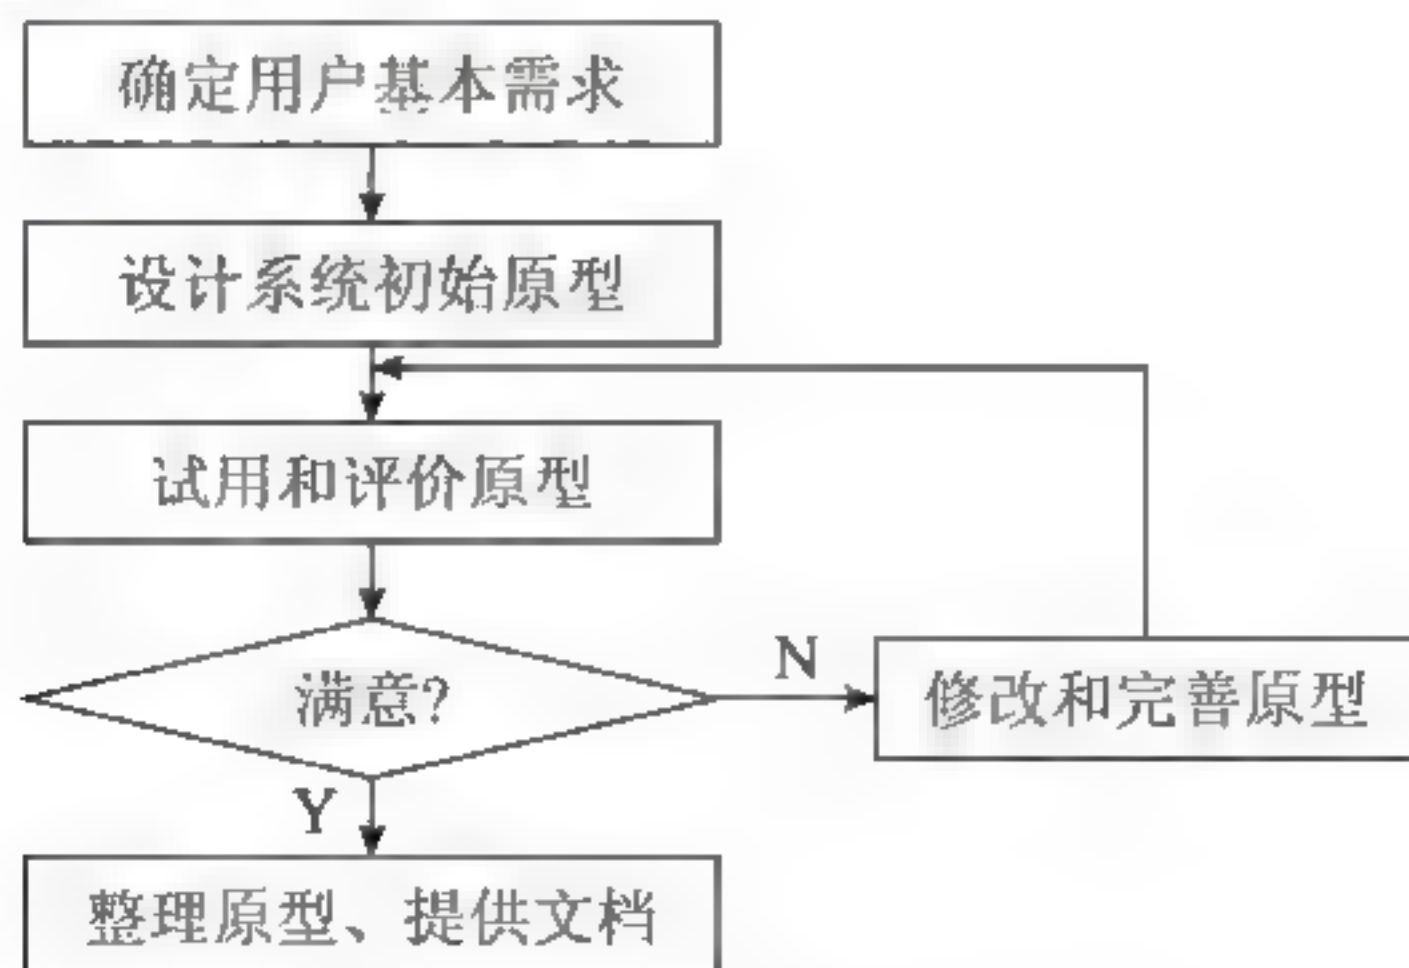 确定用户基本需求
设计系统初始原型
试用和评价原型
满意?
N
修改和完善原型
Y
整理原型、提供文档